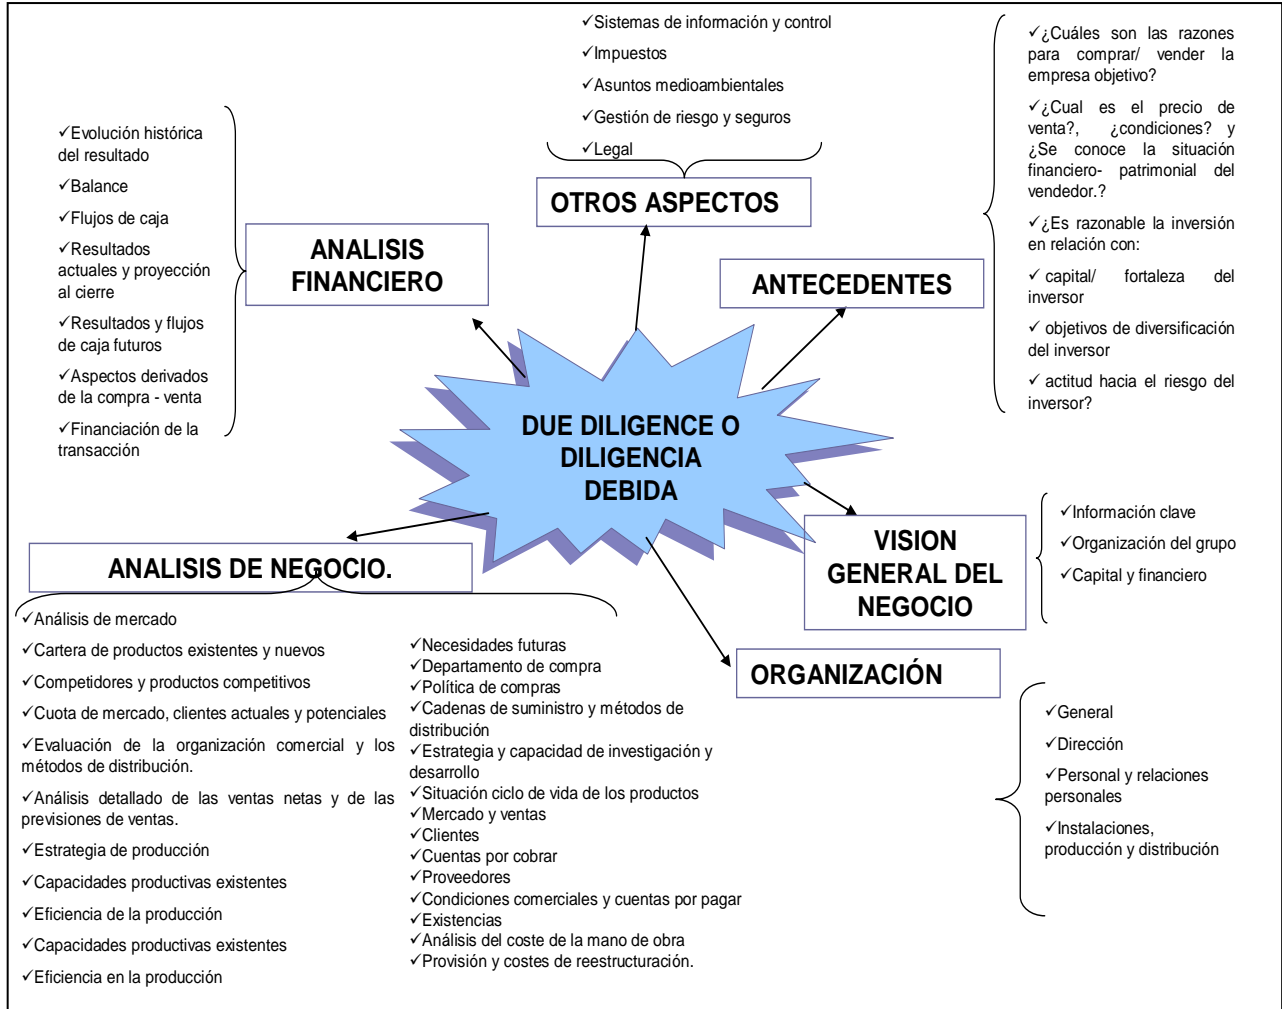 ✓Sistemas de información y control
✓Impuestos
✓Asuntos medioambientales
✓Gestión de riesgo y seguros
✓Legal
OTROS ASPECTOS
✓¿Cuáles son las razones
para comprar/ vender la
empresa objetivo?
✓¿Cual es el precio de
venta?, ¿condiciones? y
¿Se conoce la situación
financiero- patrimonial del
vendedor.?
✓¿Es razonable la inversión
en relación con:
✓ capital/ fortaleza del
inversor
✓ objetivos de diversificación
del inversor
✓ actitud hacia el riesgo del
inversor?
ANTECEDENTES
✓Evolución histórica
del resultado
✓Balance
✓Flujos de caja
✓Resultados
actuales y proyección
al cierre
✓Resultados y flujos
de caja futuros
✓Aspectos derivados
de la compra - venta
✓Financiación de la
transacción
ANALISIS
FINANCIERO
DUE DILIGENCE O
DILIGENCIA
DEBIDA
VISION
GENERAL DEL
NEGOCIO
✓Información clave
✓Organización del grupo
✓Capital y financiero
ANALISIS DE NEGOCIO.
✓Análisis de mercado
✓Cartera de productos existentes y nuevos
✓Competidores y productos competitivos
✓Cuota de mercado, clientes actuales y potenciales
✓Evaluación de la organización comercial y los
métodos de distribución.
✓Análisis detallado de las ventas netas y de las
previsiones de ventas.
✓Estrategia de producción
✓Capacidades productivas existentes
✓Eficiencia de la producción
✓Capacidades productivas existentes
✓Eficiencia en la producción
✓Necesidades futuras
✓Departamento de compra
✓Política de compras
✓Cadenas de suministro y métodos de
distribución
✓Estrategia y capacidad de investigación y
desarrollo
✓Situación ciclo de vida de los productos
✓Mercado y ventas
✓Clientes
✓Cuentas por cobrar
✓Proveedores
✓Condiciones comerciales y cuentas por pagar
✓Existencias
✓Análisis del coste de la mano de obra
✓Provisión y costes de reestructuración.
ORGANIZACIÓN
✓General
✓Dirección
✓Personal y relaciones
personales
✓Instalaciones,
producción y distribución